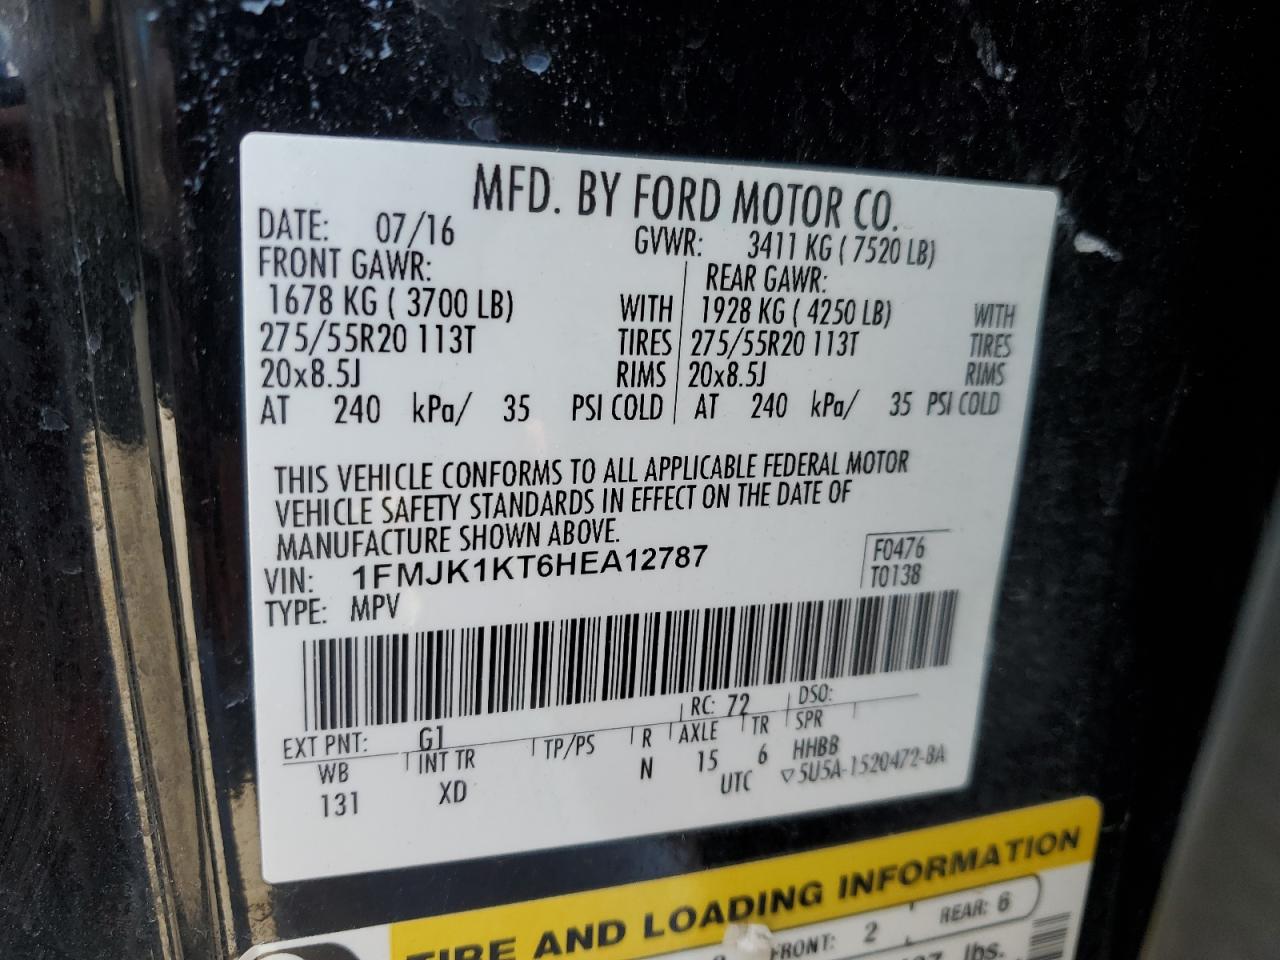 MFD. BY FORD MOTOR CO.
DATE: 07/16 GVWR: 3411 KG ( 7520 LB)
FRONT GAWR: REAR GAWR:
1678 KG ( 3700 LB) WITH 1928 KG ( 4250 LB) WITH
275/55R20 113T TIRES 275/55R20 113T TIRES
20x8.5J RIMS 20x8.5J RIMS
AT 240 kPa/ 35 PSI COLD AT 240 kPa/ 35 PSI COLD
THIS VEHICLE CONFORMS TO ALL APPLICABLE FEDERAL MOTOR
VEHICLE SAFETY STANDARDS IN EFFECT ON THE DATE OF
MANUFACTURE SHOWN ABOVE.
VIN: 1FMJK1KT6HEA12787 F0476
TYPE: MPV T0138
EXT PNT: G1 RC: 72 DSO:
WB INT TR TP/PS R AXLE TR SPR
131 XD N 15 6 HHBB
UTC ▽5U5A-1520472-BA
TIRE AND LOADING INFORMATION
FRONT: 2 REAR: 6
lbs.